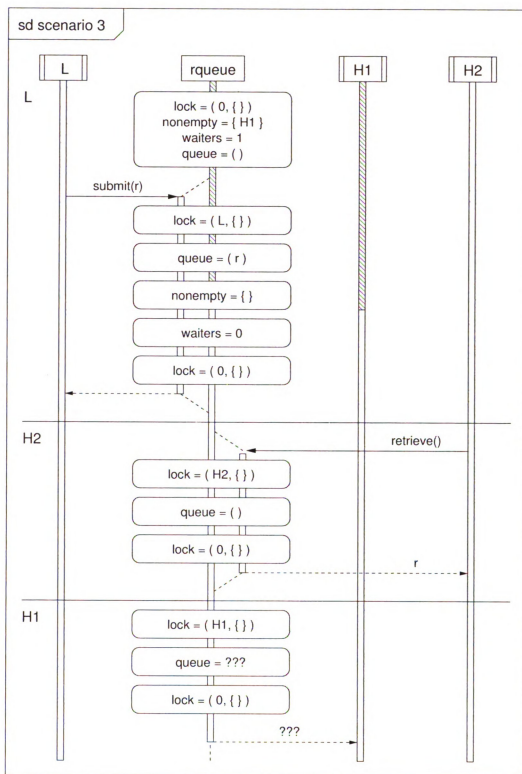 sd scenario 3
L
rqueue
H1
H2
L
lock = ( 0, { } )
nonempty = { H1 }
waiters = 1
queue = ( )
submit(r)
lock = ( L, { } )
queue = ( r )
nonempty = { }
waiters = 0
lock = ( 0, { } )
H2
retrieve()
lock = ( H2, { } )
queue = ( )
lock = ( 0, { } )
r
H1
lock = ( H1, { } )
queue = ???
lock = ( 0, { } )
???